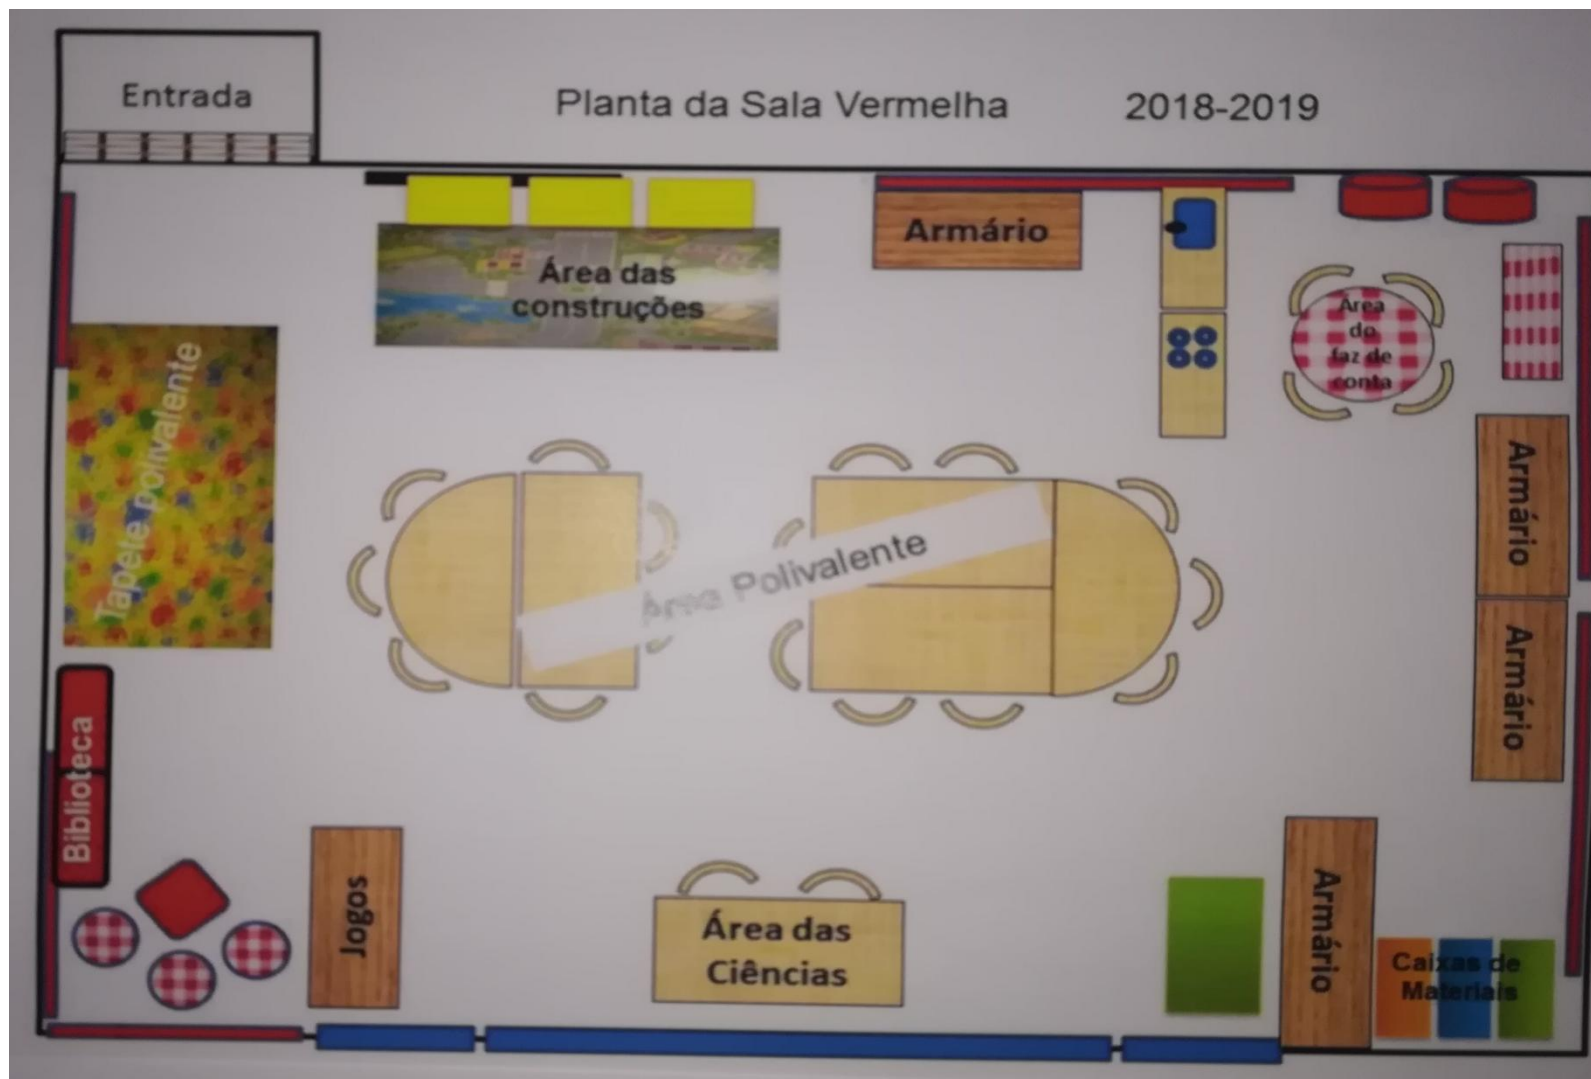 Entrada
Planta da Sala Vermelha 2018-2019
Área das
construções
Armário
Área
do
faz de
conta
Tapete polivalente
Armário
Área Polivalente
Armário
Biblioteca
Jogos
Área das
Ciências
Armário
Caixas de
Materiais